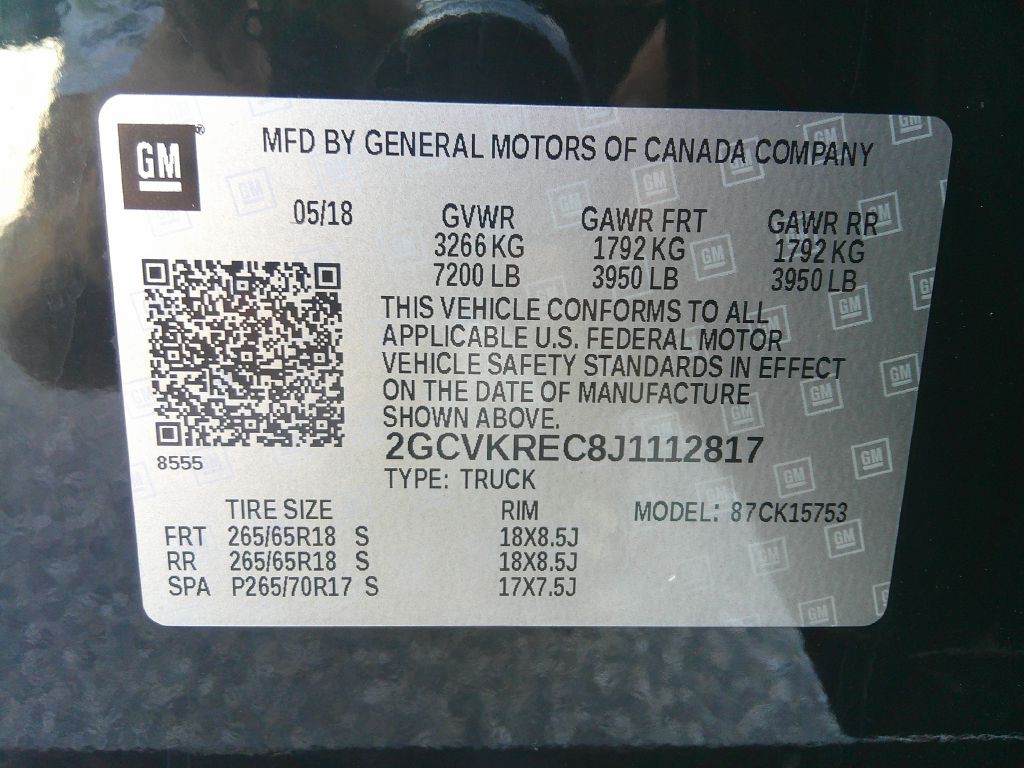 GM
MFD BY GENERAL MOTORS OF CANADA COMPANY
05/18 GVWR GAWR FRT GAWR RR
3266 KG 1792 KG 1792 KG
7200 LB 3950 LB 3950 LB
THIS VEHICLE CONFORMS TO ALL
APPLICABLE U.S. FEDERAL MOTOR
VEHICLE SAFETY STANDARDS IN EFFECT
ON THE DATE OF MANUFACTURE
SHOWN ABOVE.
8555
2GCVKREC8J1112817
TYPE: TRUCK
TIRE SIZE RIM MODEL: 87CK15753
FRT 265/65R18 S 18X8.5J
RR 265/65R18 S 18X8.5J
SPA P265/70R17 S 17X7.5J